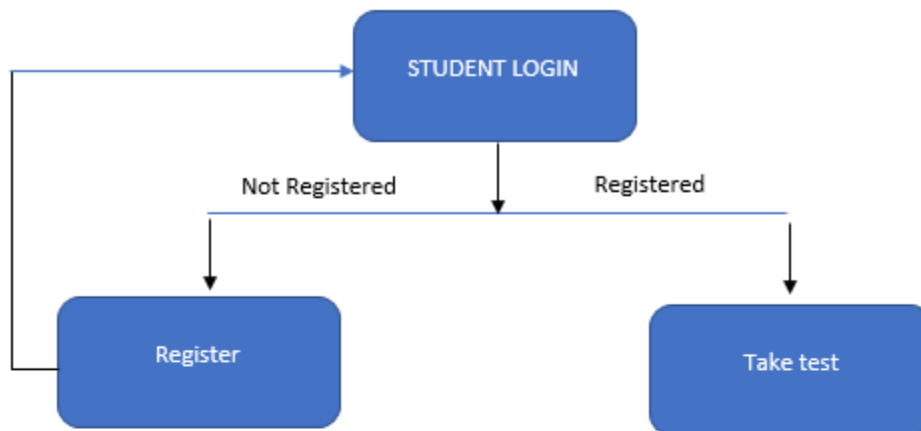 STUDENT LOGIN
Not Registered
Registered
Register
Take test